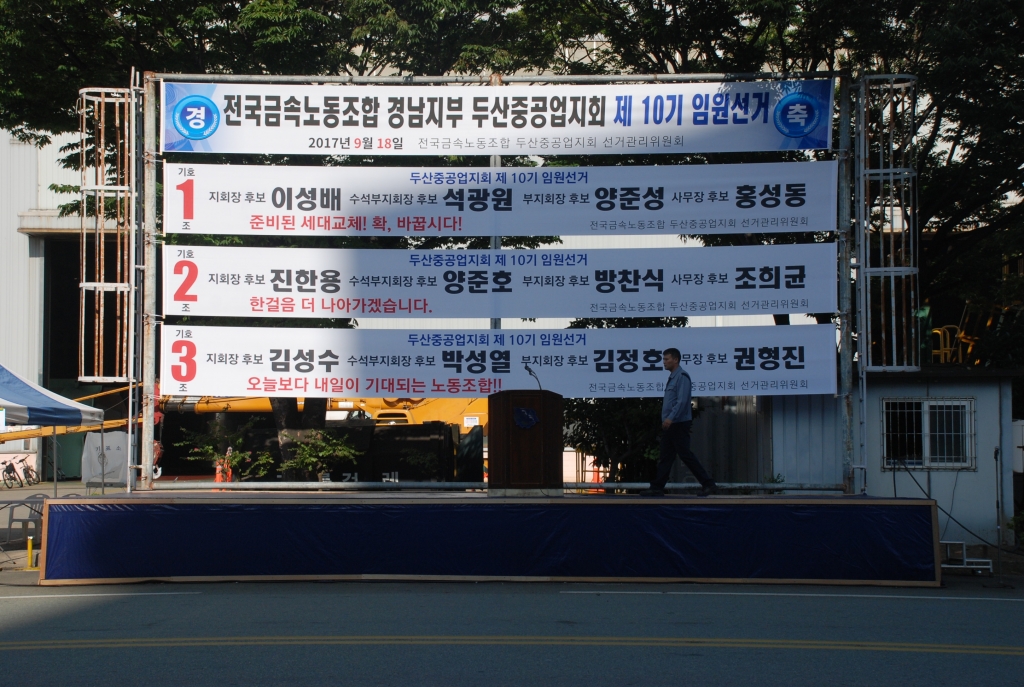 경 전국금속노동조합 경남지부 두산중공업지회 제 10기 임원선거 축
2017년 9월 18일 전국금속노동조합 두산중공업지회 선거관리위원회
두산중공업지회 제 10기 임원선거
기호 1 조 지회장 후보 이성배 수석부지회장 후보 석광원 부지회장 후보 양준성 사무장 후보 홍성동
준비된 세대교체! 확, 바꿉시다! 전국금속노동조합 두산중공업지회 선거관리위원회
두산중공업지회 제 10기 임원선거
기호 2 조 지회장 후보 진한용 수석부지회장 후보 양준호 부지회장 후보 방찬식 사무장 후보 조희균
한걸음 더 나아가겠습니다. 전국금속노동조합 두산중공업지회 선거관리위원회
두산중공업지회 제 10기 임원선거
기호 3 조 지회장 후보 김성수 수석부지회장 후보 박성열 부지회장 후보 김정호 무장 후보 권형진
오늘보다 내일이 기대되는 노동조합!! 전국금속노동조합 두산중공업지회 선거관리위원회